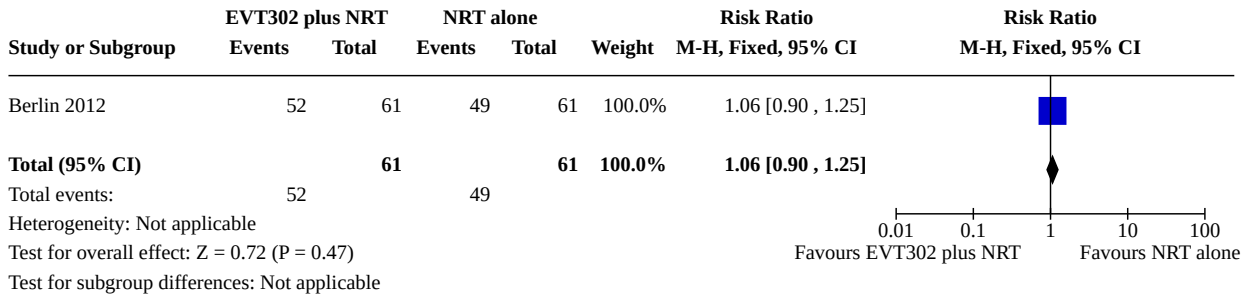 EVT302 plus NRT NRT alone Risk Ratio Risk Ratio
Study or Subgroup Events Total Events Total Weight M-H, Fixed, 95% CI M-H, Fixed, 95% CI
Berlin 2012 52 61 49 61 100.0% 1.06 [0.90 , 1.25]
Total (95% CI) 61 61 100.0% 1.06 [0.90 , 1.25]
Total events: 52 49
Heterogeneity: Not applicable
0.01 0.1 1 10 100
Test for overall effect: Z = 0.72 (P = 0.47) Favours EVT302 plus NRT Favours NRT alone
Test for subgroup differences: Not applicable